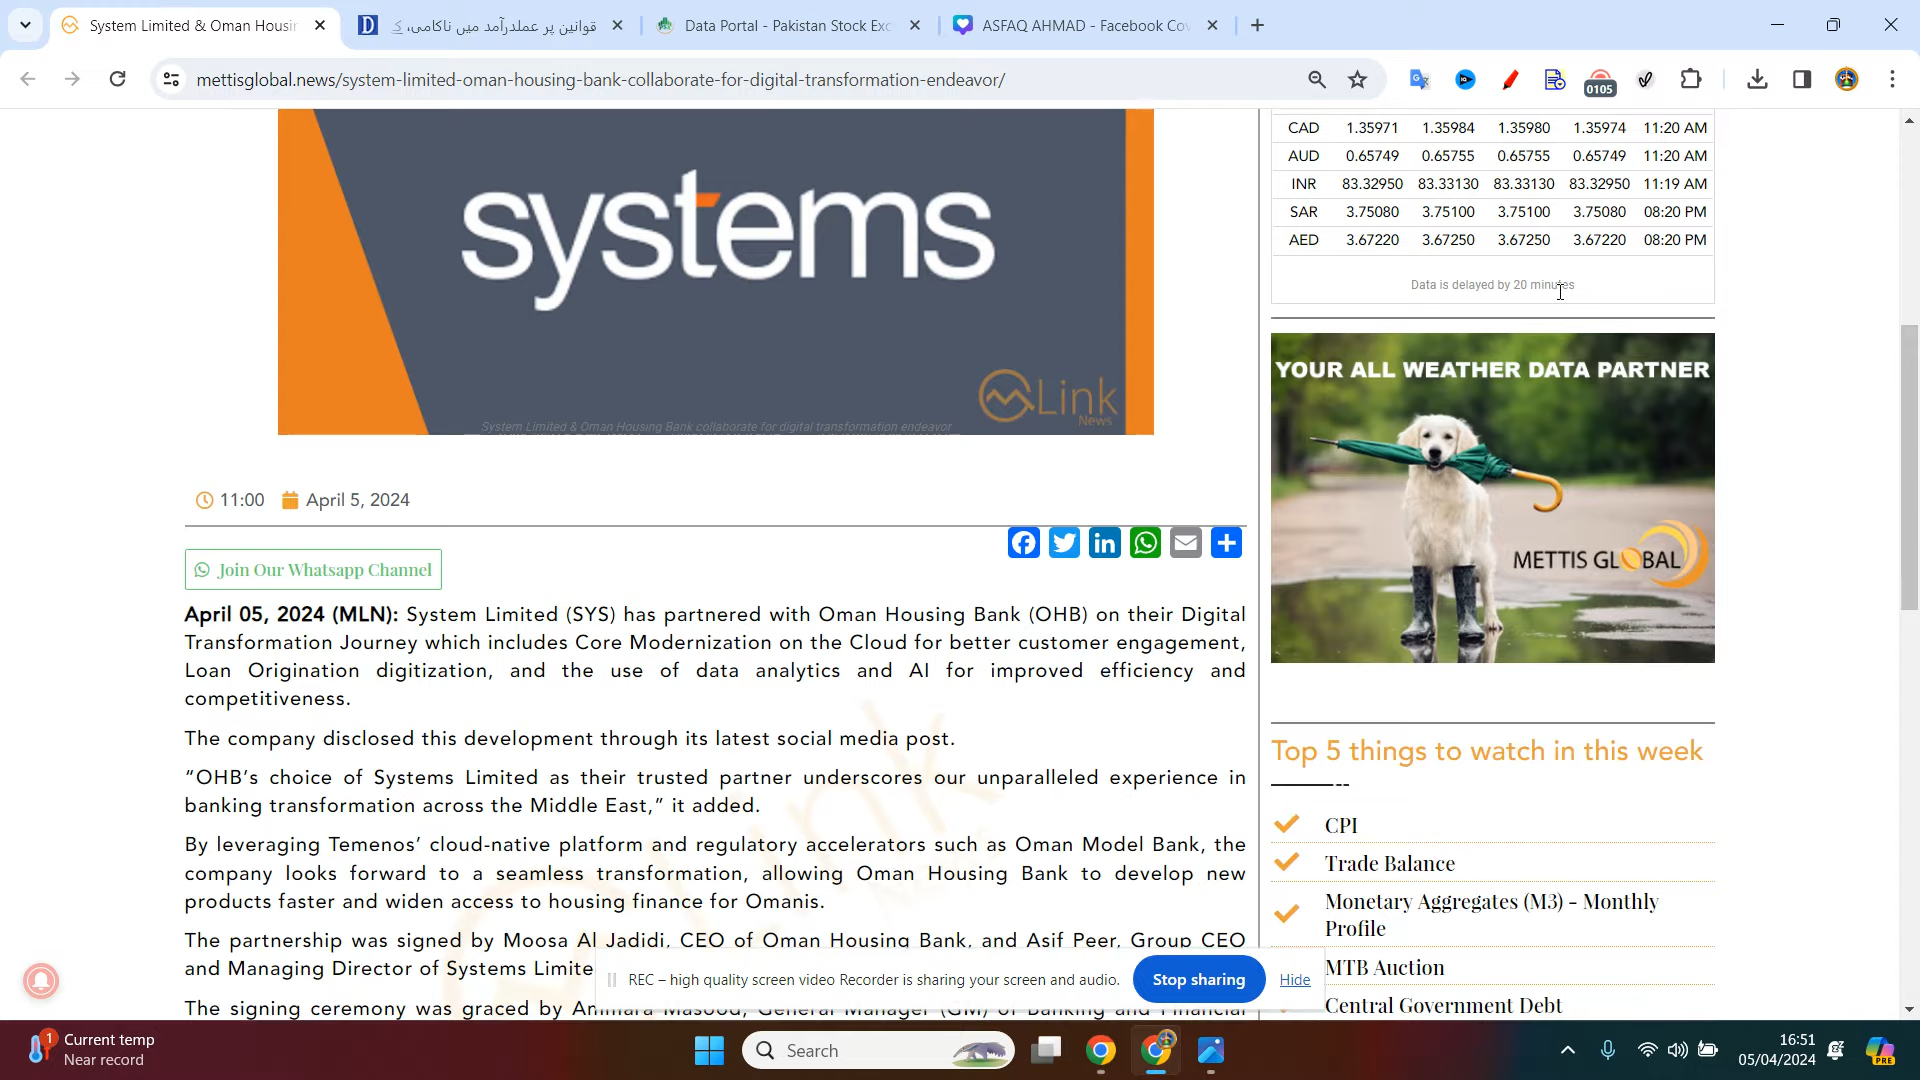 System Limited & Oman Housin
قوانین پر عملدرآمد میں ناکامی، ک
Data Portal - Pakistan Stock Exc
ASFAQ AHMAD - Facebook Cov
mettisglobal.news/system-limited-oman-housing-bank-collaborate-for-digital-transformation-endeavor/
0105
systems
Link
News
System Limited & Oman Housing Bank collaborate for digital transformation endeavor
CAD 1.35971 1.35984 1.35980 1.35974 11:20 AM
AUD 0.65749 0.65755 0.65755 0.65749 11:20 AM
INR 83.32950 83.33130 83.33130 83.32950 11:19 AM
SAR 3.75080 3.75100 3.75100 3.75080 08:20 PM
AED 3.67220 3.67250 3.67250 3.67220 08:20 PM
Data is delayed by 20 minutes
YOUR ALL WEATHER DATA PARTNER
METTIS GLOBAL
11:00 April 5, 2024
Join Our Whatsapp Channel
April 05, 2024 (MLN): System Limited (SYS) has partnered with Oman Housing Bank (OHB) on their Digital
Transformation Journey which includes Core Modernization on the Cloud for better customer engagement,
Loan Origination digitization, and the use of data analytics and AI for improved efficiency and
competitiveness.
The company disclosed this development through its latest social media post.
“OHB’s choice of Systems Limited as their trusted partner underscores our unparalleled experience in
banking transformation across the Middle East,” it added.
By leveraging Temenos’ cloud-native platform and regulatory accelerators such as Oman Model Bank, the
company looks forward to a seamless transformation, allowing Oman Housing Bank to develop new
products faster and widen access to housing finance for Omanis.
The partnership was signed by Moosa Al Jadidi, CEO of Oman Housing Bank, and Asif Peer, Group CEO
and Managing Director of Systems Limite
The signing ceremony was graced by Ammara Masood, General Manager (GM) of Banking and Financial
Top 5 things to watch in this week
CPI
Trade Balance
Monetary Aggregates (M3) - Monthly
Profile
MTB Auction
Central Government Debt
REC – high quality screen video Recorder is sharing your screen and audio.
Stop sharing
Hide
1
Current temp
Near record
Search
16:51
05/04/2024
PRE